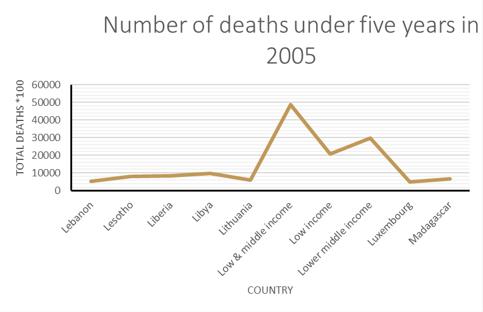 Number of deaths under five years in
2005
TOTAL DEATHS *100
60000
50000
40000
30000
20000
10000
0
Lebanon
Lesotho
Liberia
Libya
Lithuania
Low & middle income
Low income
Lower middle income
Luxembourg
Madagascar
COUNTRY